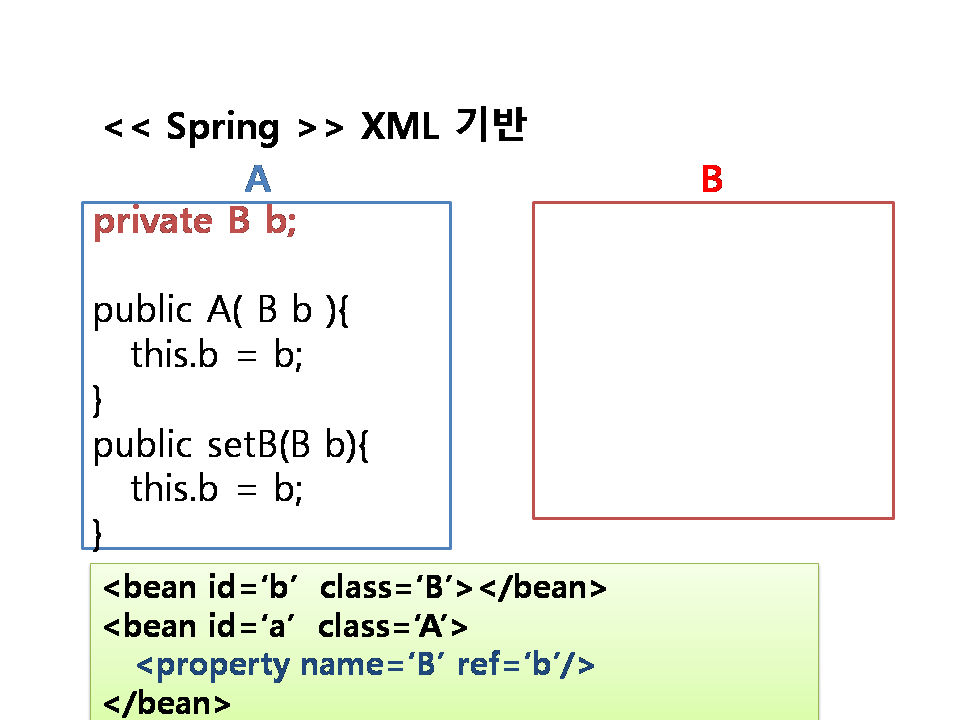 << Spring >> XML 기반
A
private B b;
public A( B b ){
this.b = b;
}
public setB(B b){
this.b = b;
}
B
<bean id=‘b’ class=‘B’></bean>
<bean id=‘a’ class=‘A’>
<property name=‘B’ ref=‘b’/>
</bean>